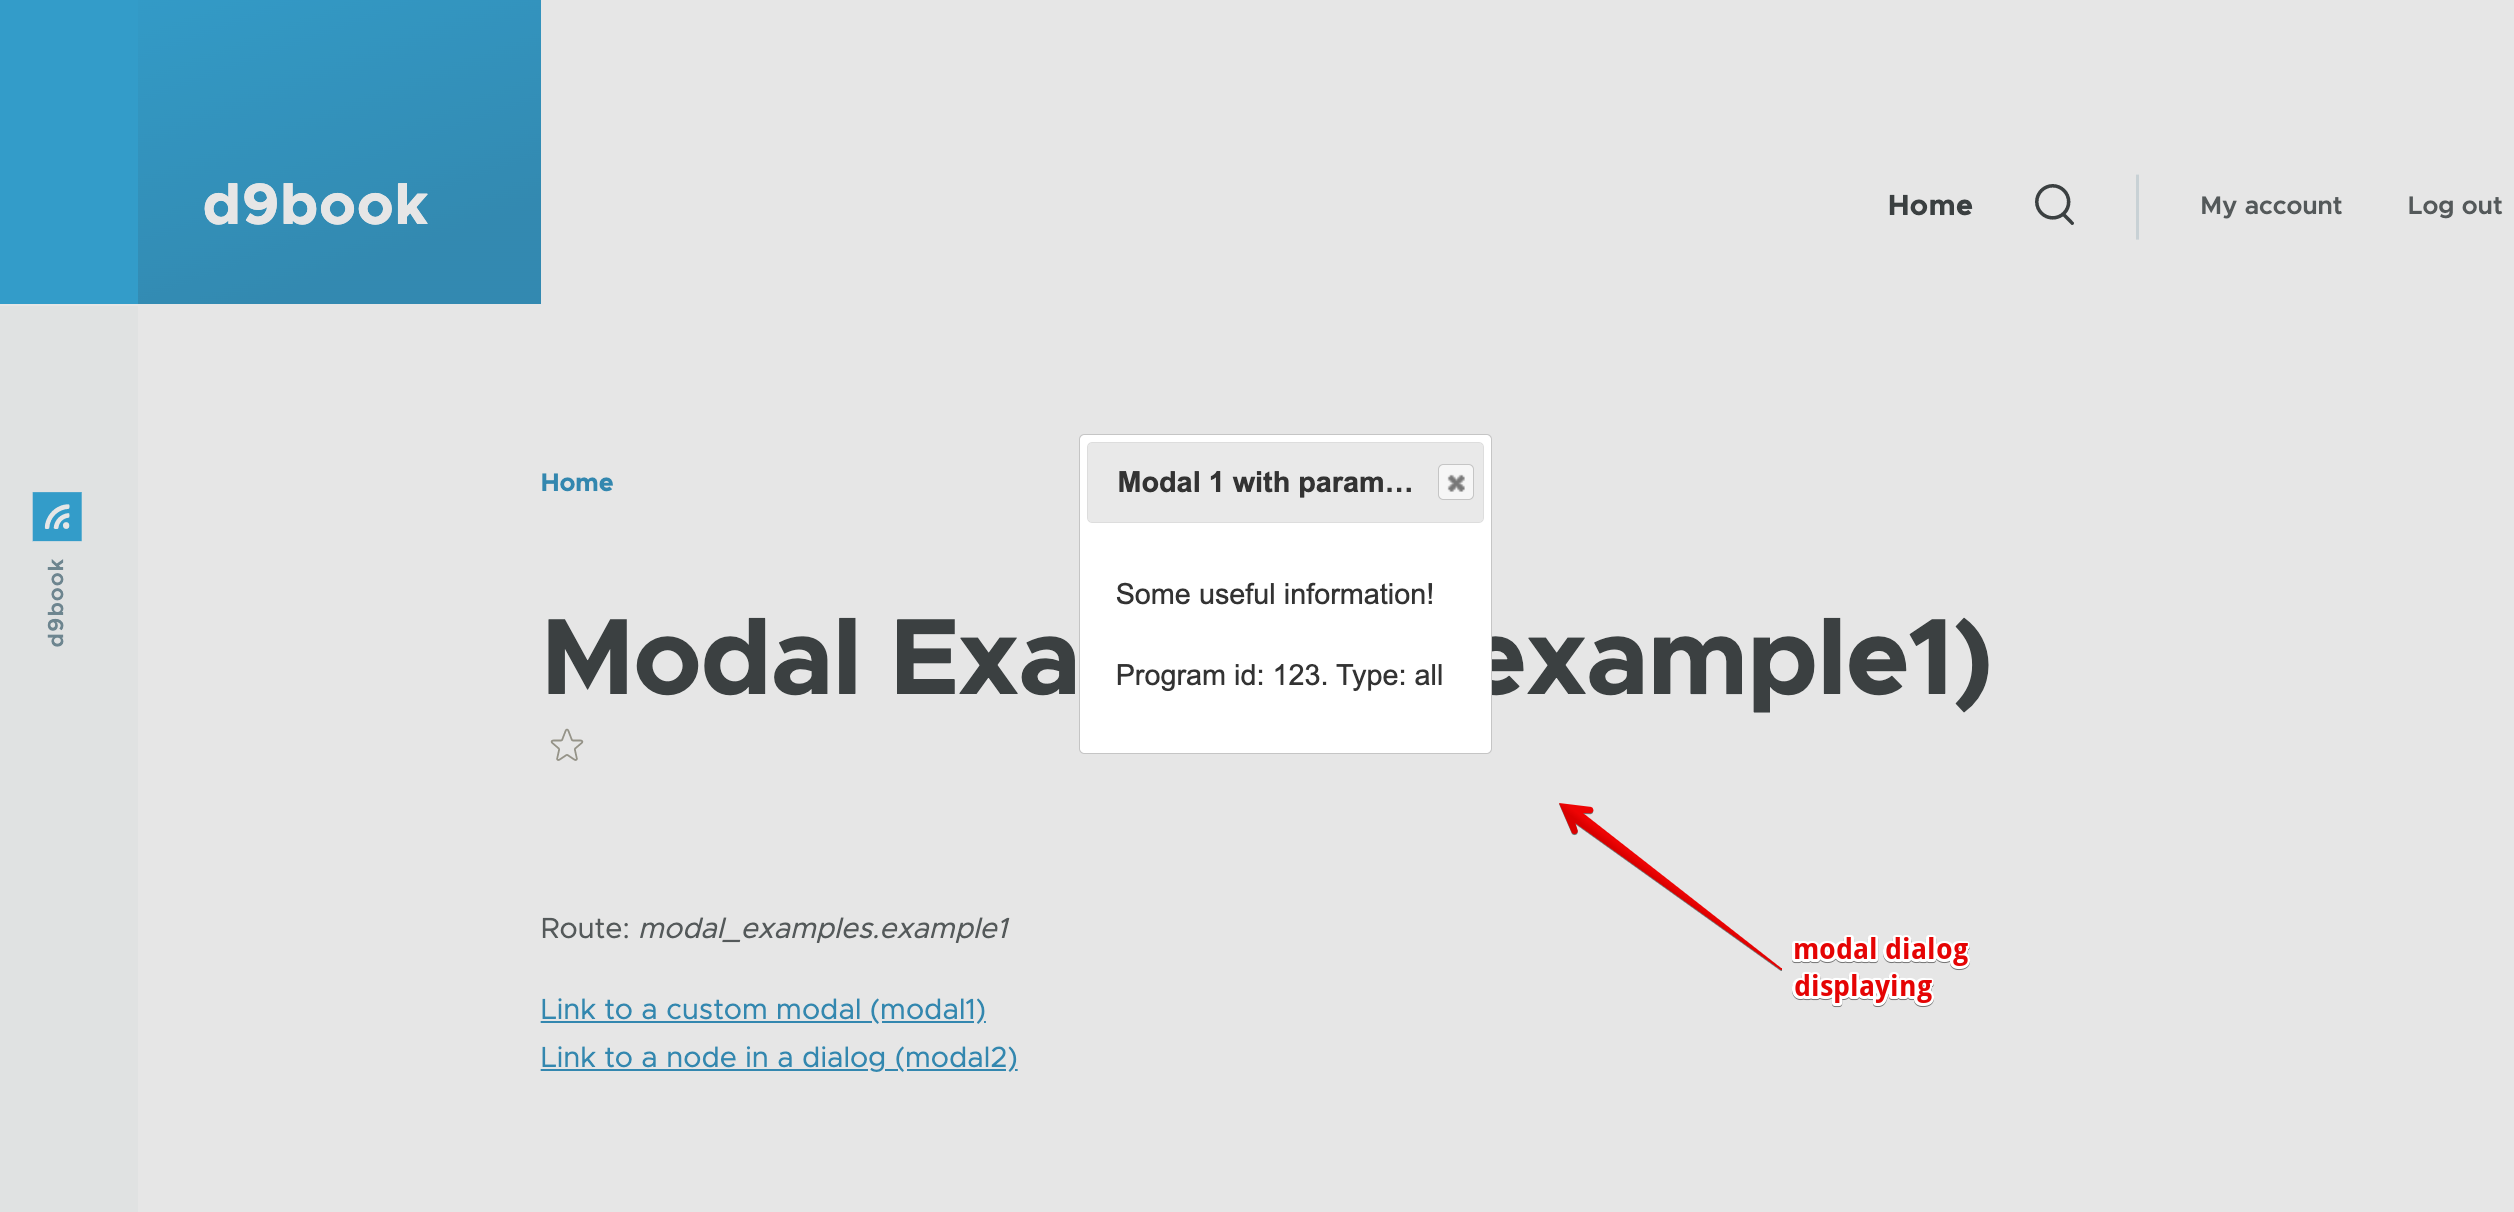 d9book
Home
My account
Log out
Home
Modal 1 with param...
Some useful information!
Program id: 123. Type: all
d9book
Modal Exa example1)
Route: modal_examples.example1
Link to a custom modal (modal1)
Link to a node in a dialog (modal2)
modal dialog
displaying